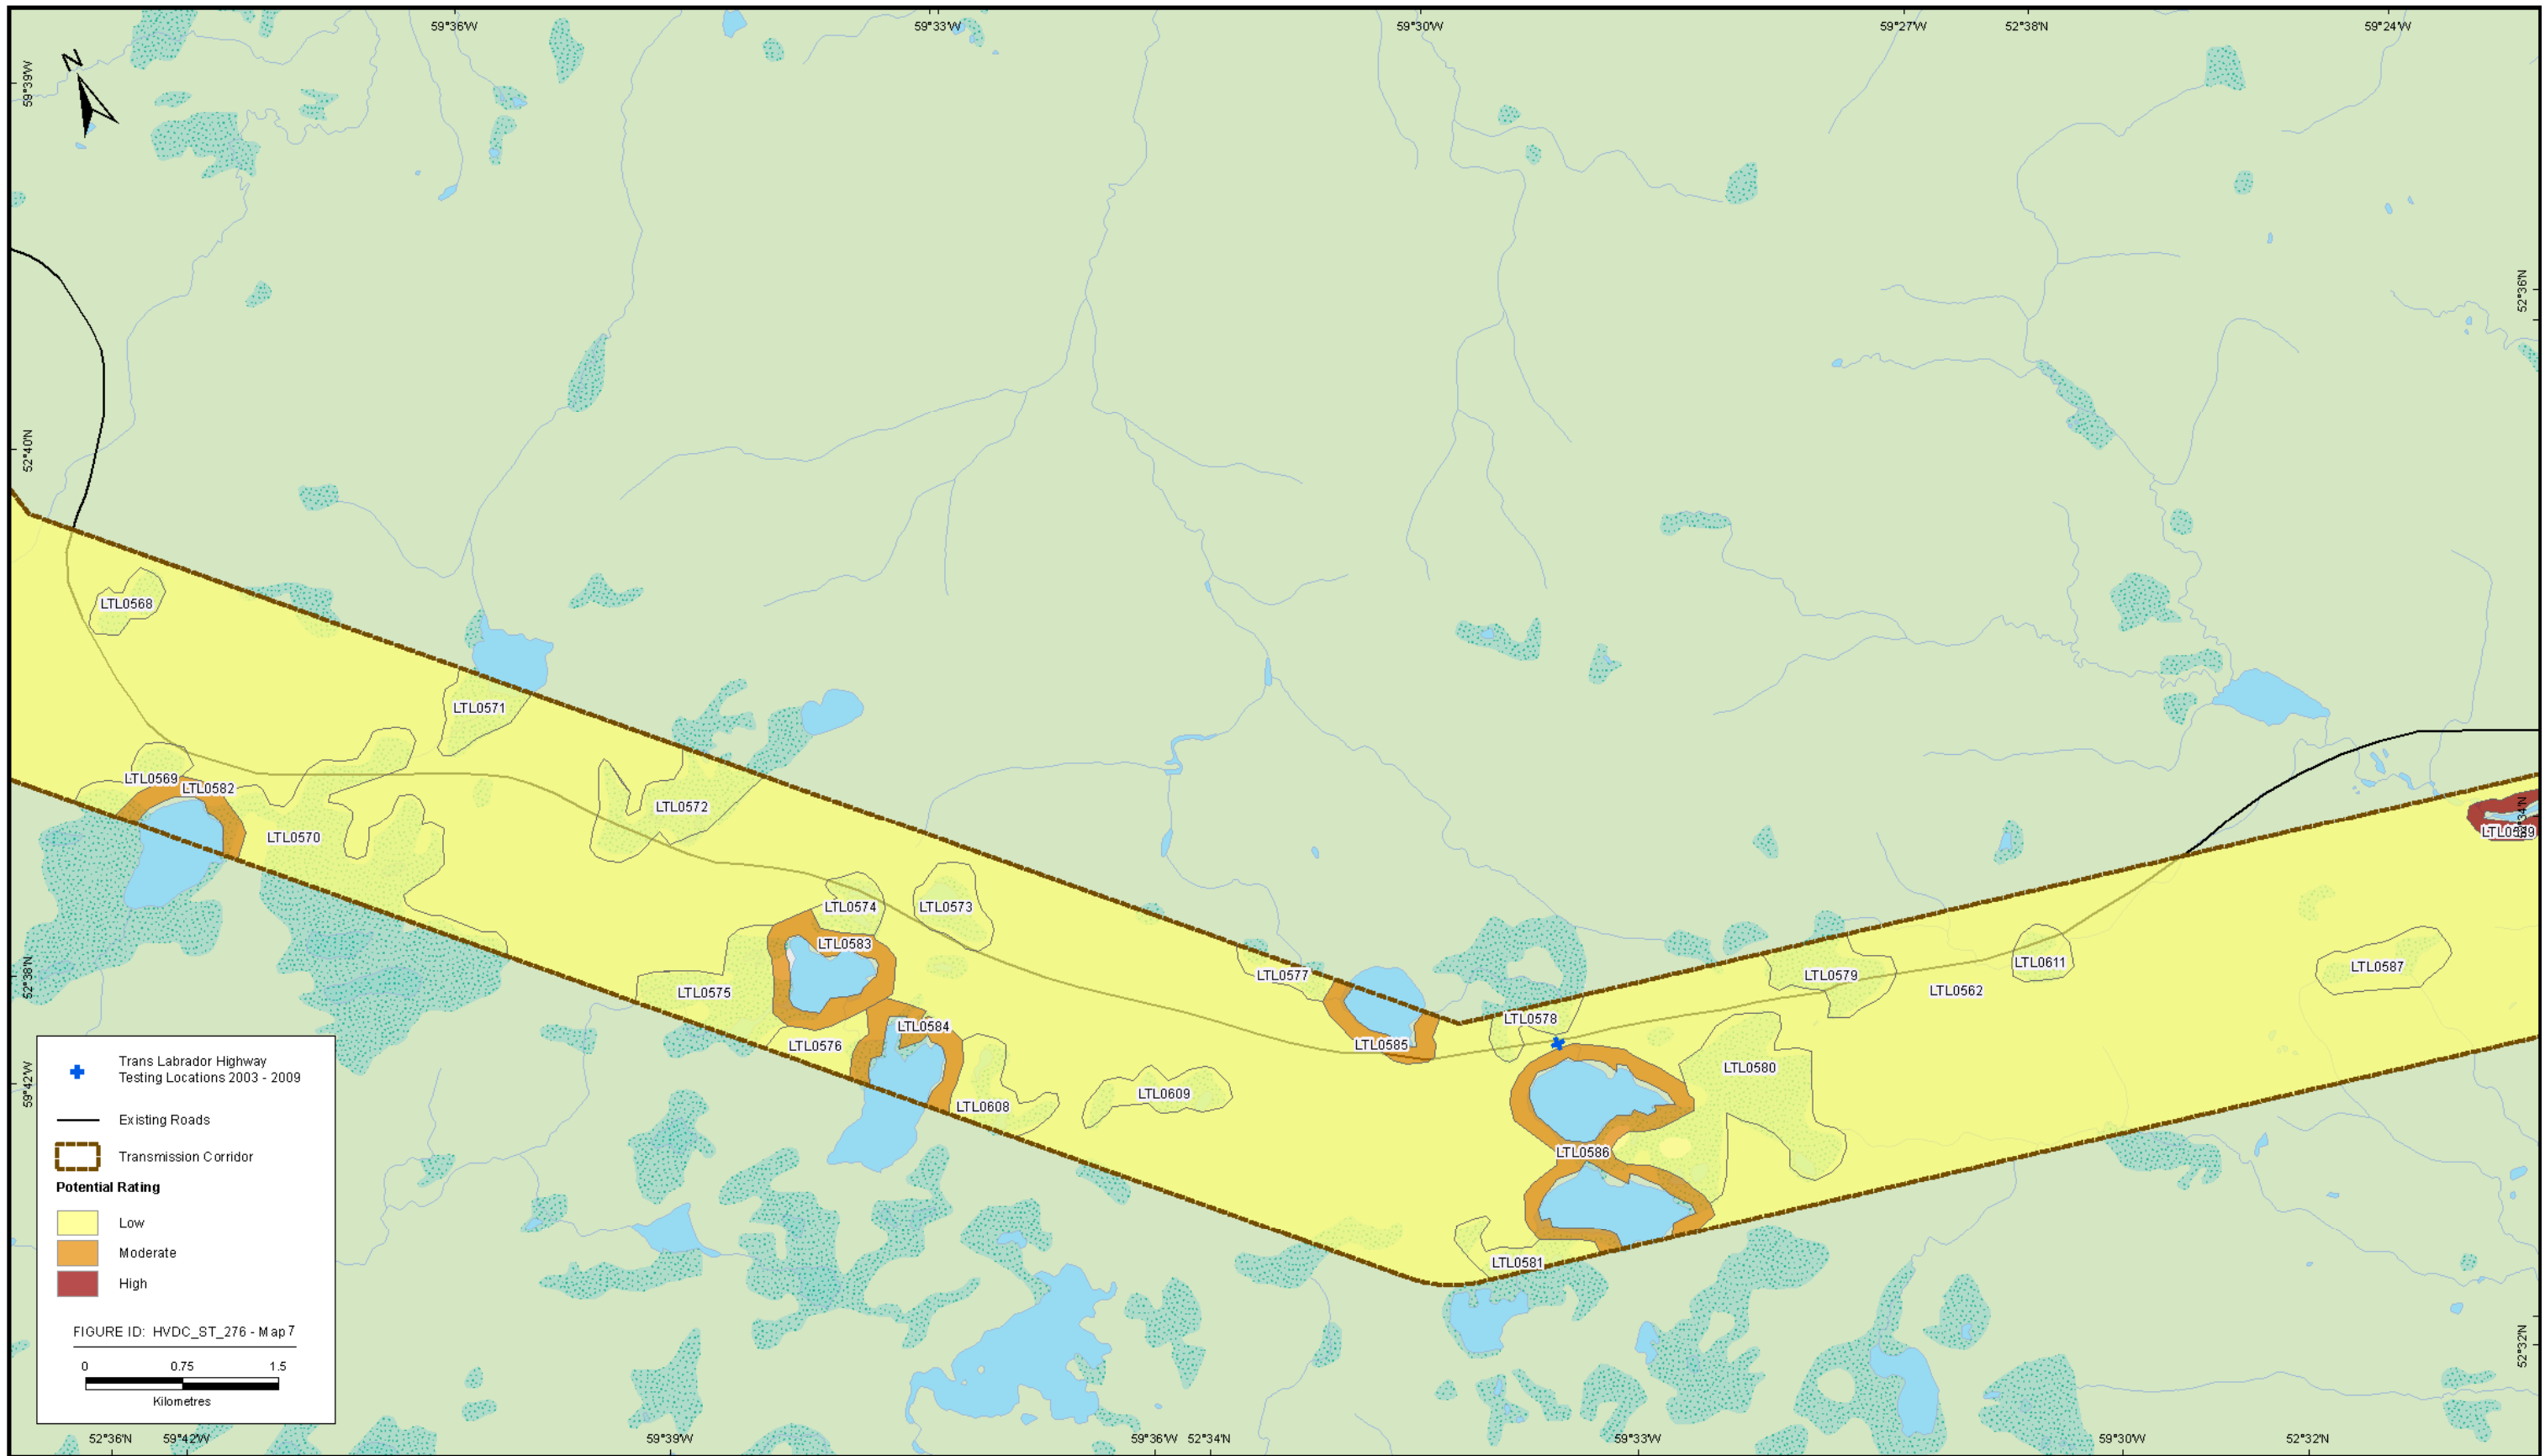 59°36'W
59°33'W
59°30'W
59°27'W
52°38'N
59°24'W
N
59°39'W
52°36'N
52°40'N
LTL0568
LTL0571
LTL0569
LTL0582
LTL0572
LTL0570
LTL0574
LTL0573
LTL0583
LTL0575
LTL0577
LTL0579
LTL0611
LTL0587
LTL0562
52°38'N
LTL0584
LTL0578
LTL0576
LTL0585
LTL0580
LTL0608
LTL0609
LTL0586
LTL0581
59°42'W
52°32'N
Trans Labrador Highway
Testing Locations 2003 - 2009
Existing Roads
Transmission Corridor
Potential Rating
Low
Moderate
High
FIGURE ID: HVDC_ST_276 - Map 7
0 0.75 1.5
Kilometres
52°36'N
59°42'W
59°39'W
59°36'W
52°34'N
59°33'W
59°30'W
52°32'N